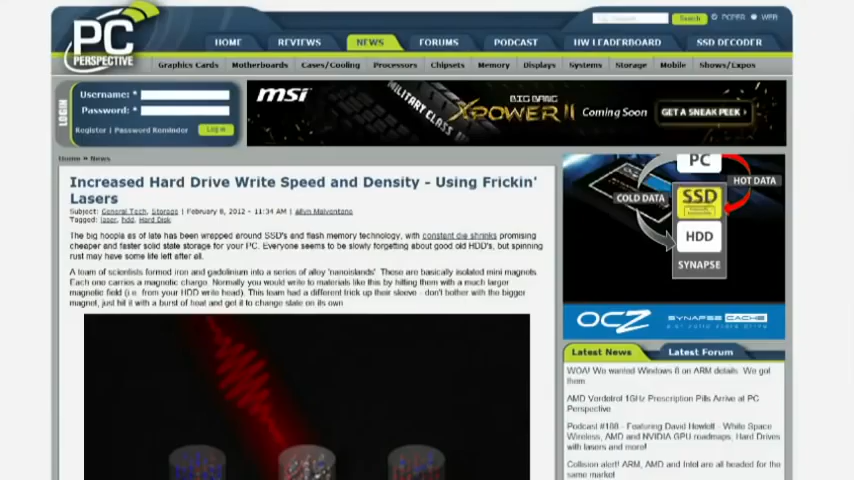 Search
PCPER
WEB
PC
PERSPECTIVE
HOME
REVIEWS
NEWS
FORUMS
PODCAST
HW LEADERBOARD
SSD DECODER
Graphics Cards
Motherboards
Cases/Cooling
Processors
Chipsets
Memory
Displays
Systems
Storage
Mobile
Shows/Expos
LOGIN
Username: *
Password: *
Register | Password Reminder
Log in
msi
MILITARY CLASS
BIG BANG
XPOWER II
Coming Soon
GET A SNEAK PEEK ›
Home » News
Increased Hard Drive Write Speed and Density - Using Frickin'
Lasers
Subject: General Tech, Storage | February 8, 2012 - 11:34 AM | Allyn Malventano
Tagged: laser, hdd, Hard Disk
The big hoopla as of late has been wrapped around SSD's and flash memory technology, with constant die shrinks promising
cheaper and faster solid state storage for your PC. Everyone seems to be slowly forgetting about good old HDD's, but spinning
rust may have some life left after all.
A team of scientists formed iron and gadolinium into a series of alloy 'nanoislands'. These are basically isolated mini magnets.
Each one carries a magnetic charge. Normally you would write to materials like this by hitting them with a much larger
magnetic field (i.e. from your HDD write head). This team had a different trick up their sleeve - don't bother with the bigger
magnet, just hit it with a burst of heat and get it to change state on its own
PC
HOT DATA
COLD DATA
SSD
HDD
SYNAPSE
OCZ
SYNAPSE CACHE
Latest News
Latest Forum
WOA! We wanted Windows 8 on ARM details. We got
them
AMD Verdetrol 1GHz Prescription Pills Arrive at PC
Perspective
Podcast #188 - Featuring David Hewlett - White Space
Wireless, AMD and NVIDIA GPU roadmaps, Hard Drives
with lasers and more!
Collision alert! ARM, AMD and Intel are all headed for the
same market